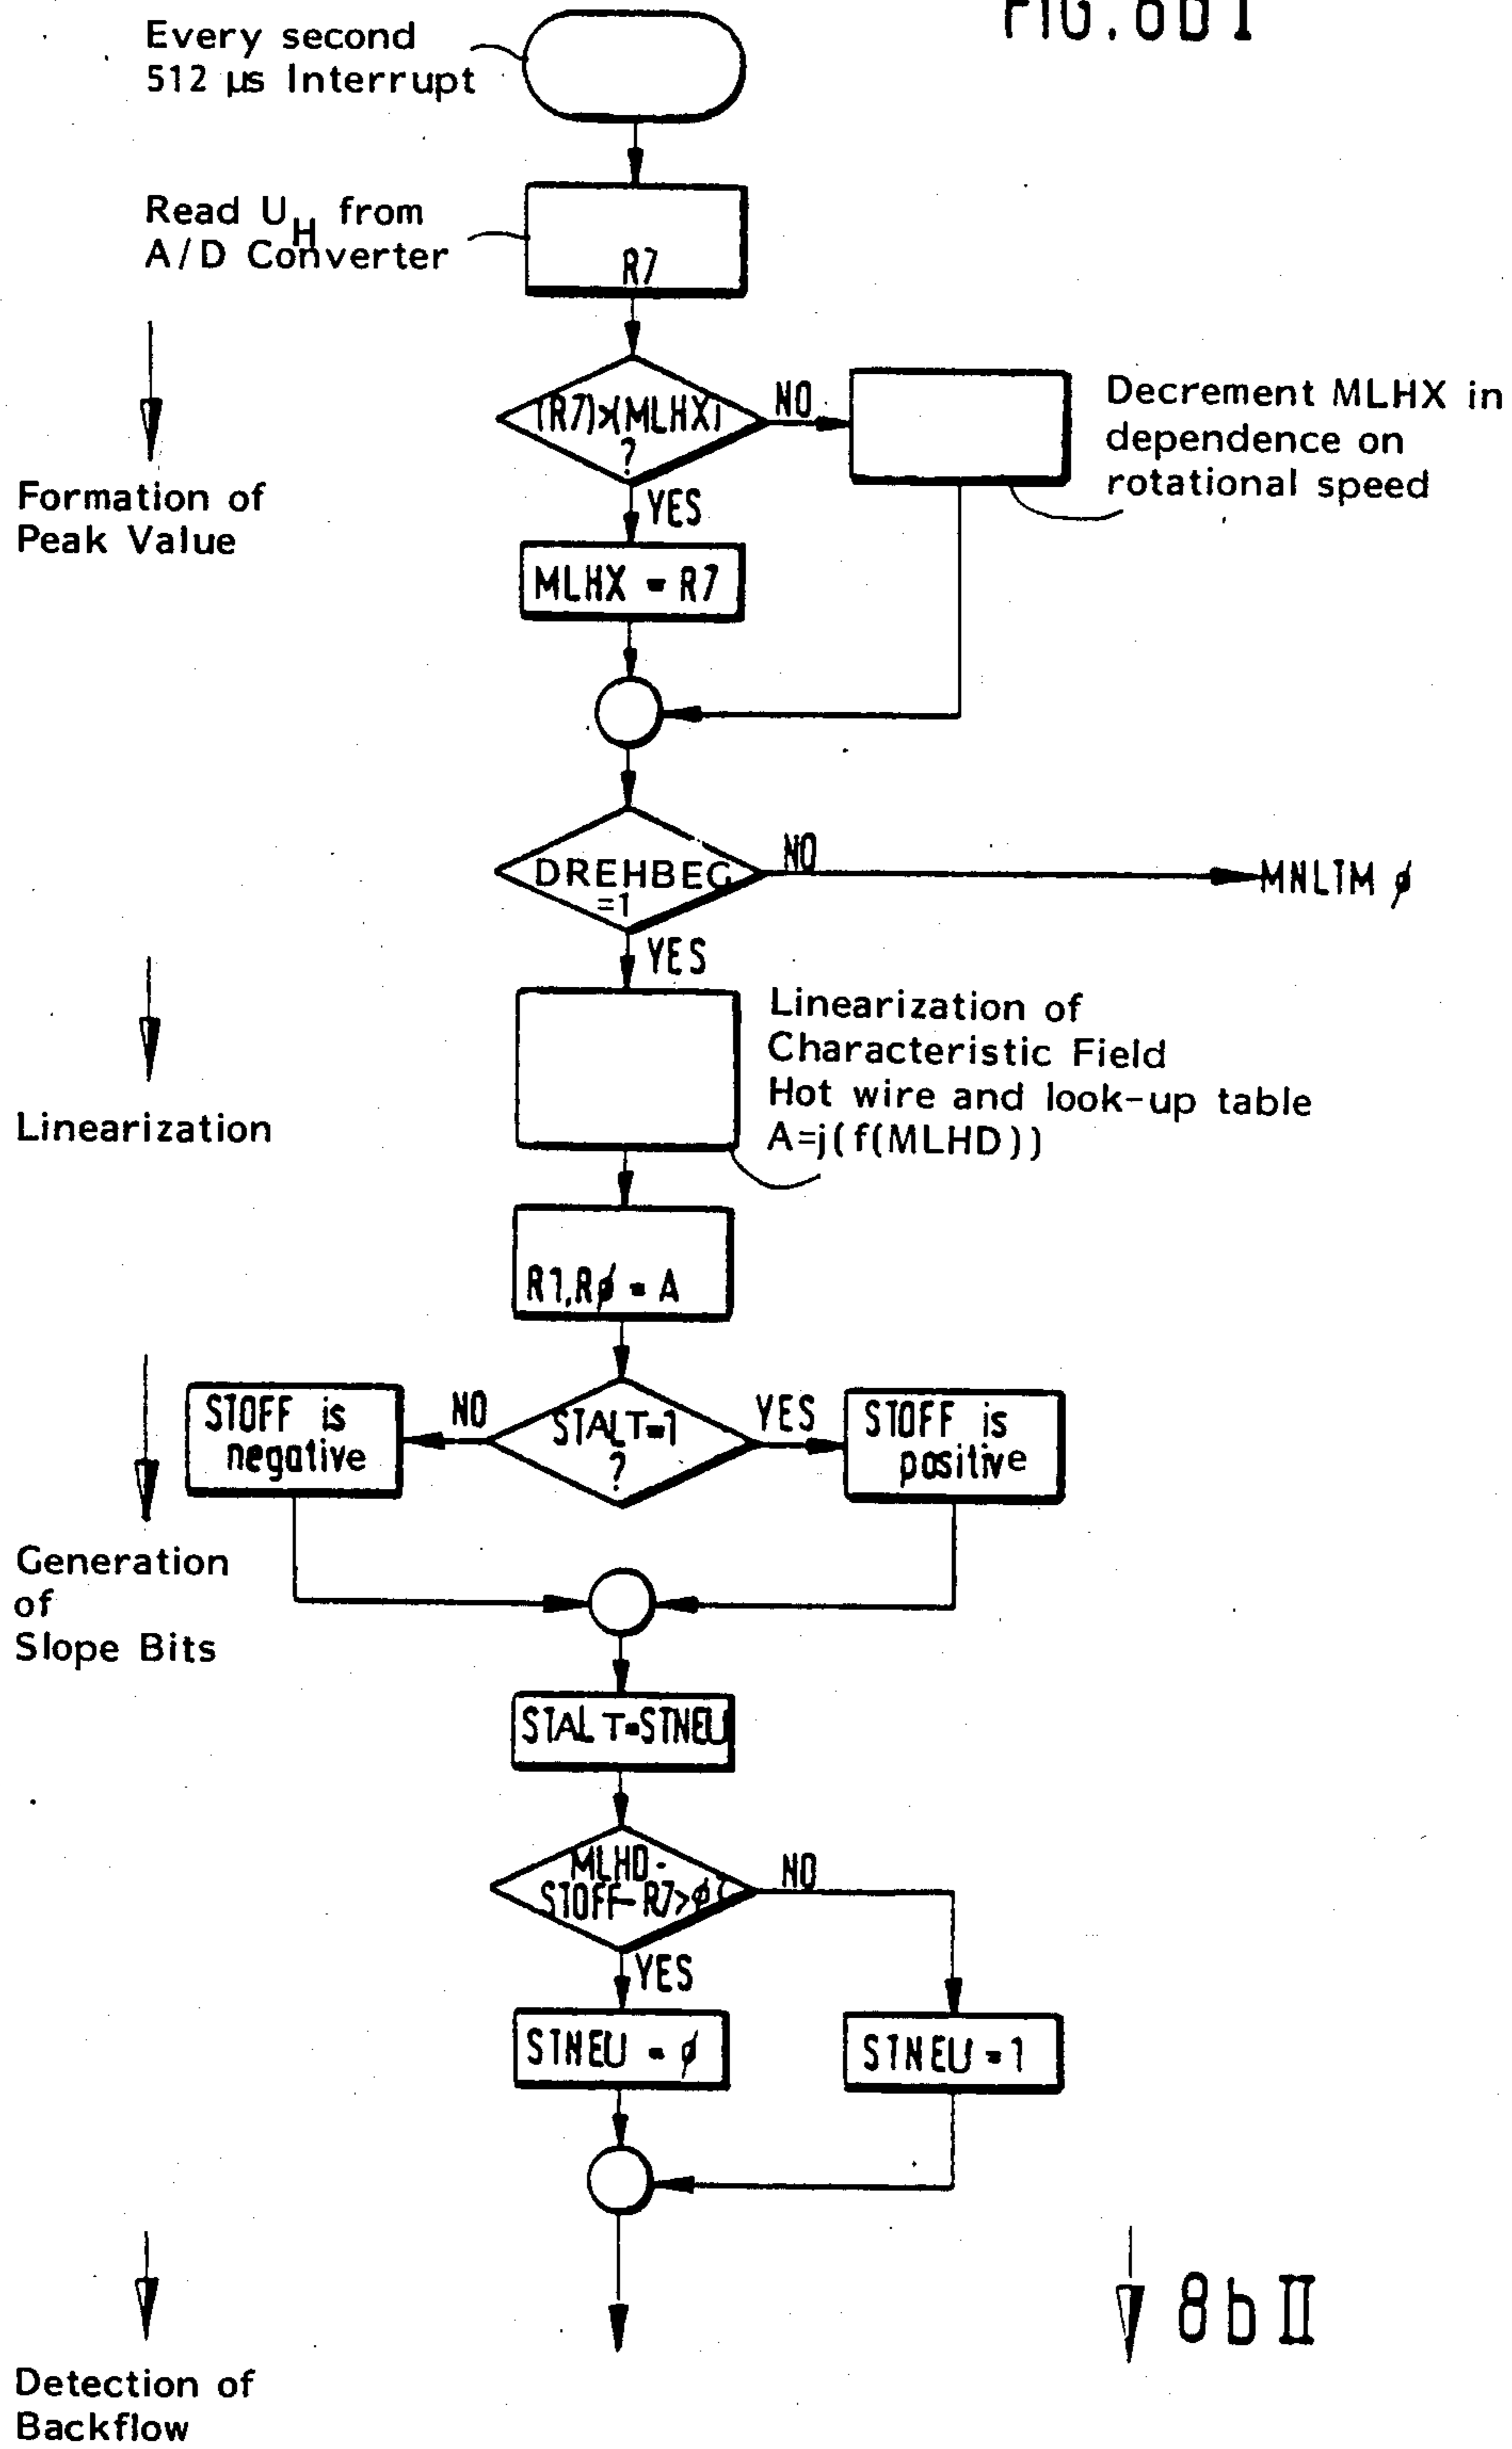 FIG. 8b I
Every second
512 µs Interrupt
Read U_H from
A/D Converter
R7
(R7)>(MLHX)
?
NO
Decrement MLHX in
dependence on
rotational speed
YES
Formation of
Peak Value
MLHX = R7
DREHBEG
=1
NO
MNLTM ϕ
YES
Linearization of
Characteristic Field
Hot wire and look-up table
A=j(f(MLHD))
Linearization
R1,Rϕ = A
STOFF is
negative
NO
STALT=1
?
YES
STOFF is
positive
Generation
of
Slope Bits
STALT=STNEU
MLHD-
STOFF-R7>ϕ?
NO
YES
STNEU = ϕ
STNEU = 1
8b II
Detection of
Backflow